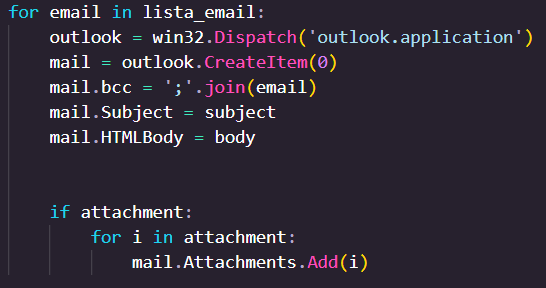 for email in lista_email:
    outlook = win32.Dispatch('outlook.application')
    mail = outlook.CreateItem(0)
    mail.bcc = ';'.join(email)
    mail.Subject = subject
    mail.HTMLBody = body
    if attachment:
        for i in attachment:
            mail.Attachments.Add(i)